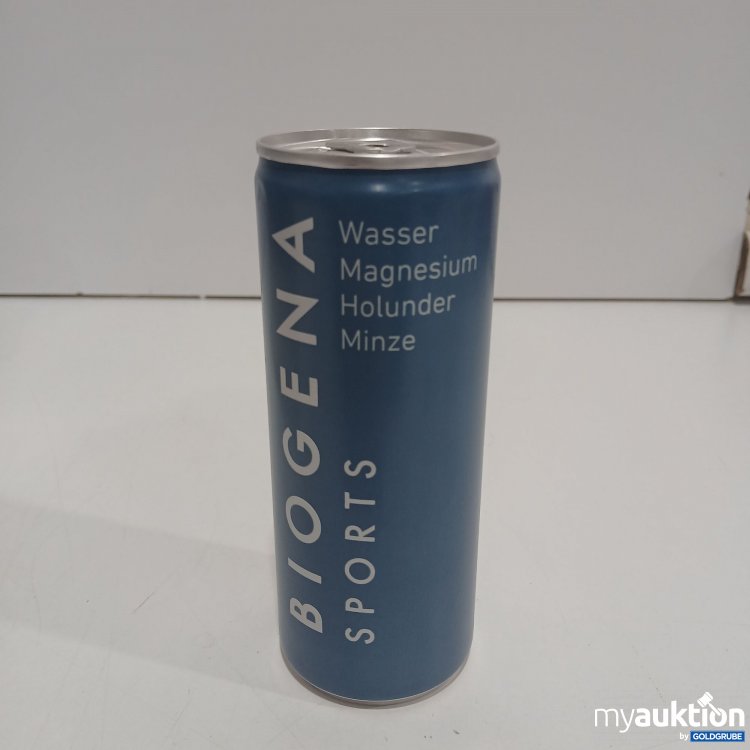 BIOGENA
SPORTS
Wasser
Magnesium
Holunder
Minze
myauktion
by GOLDGRUBE